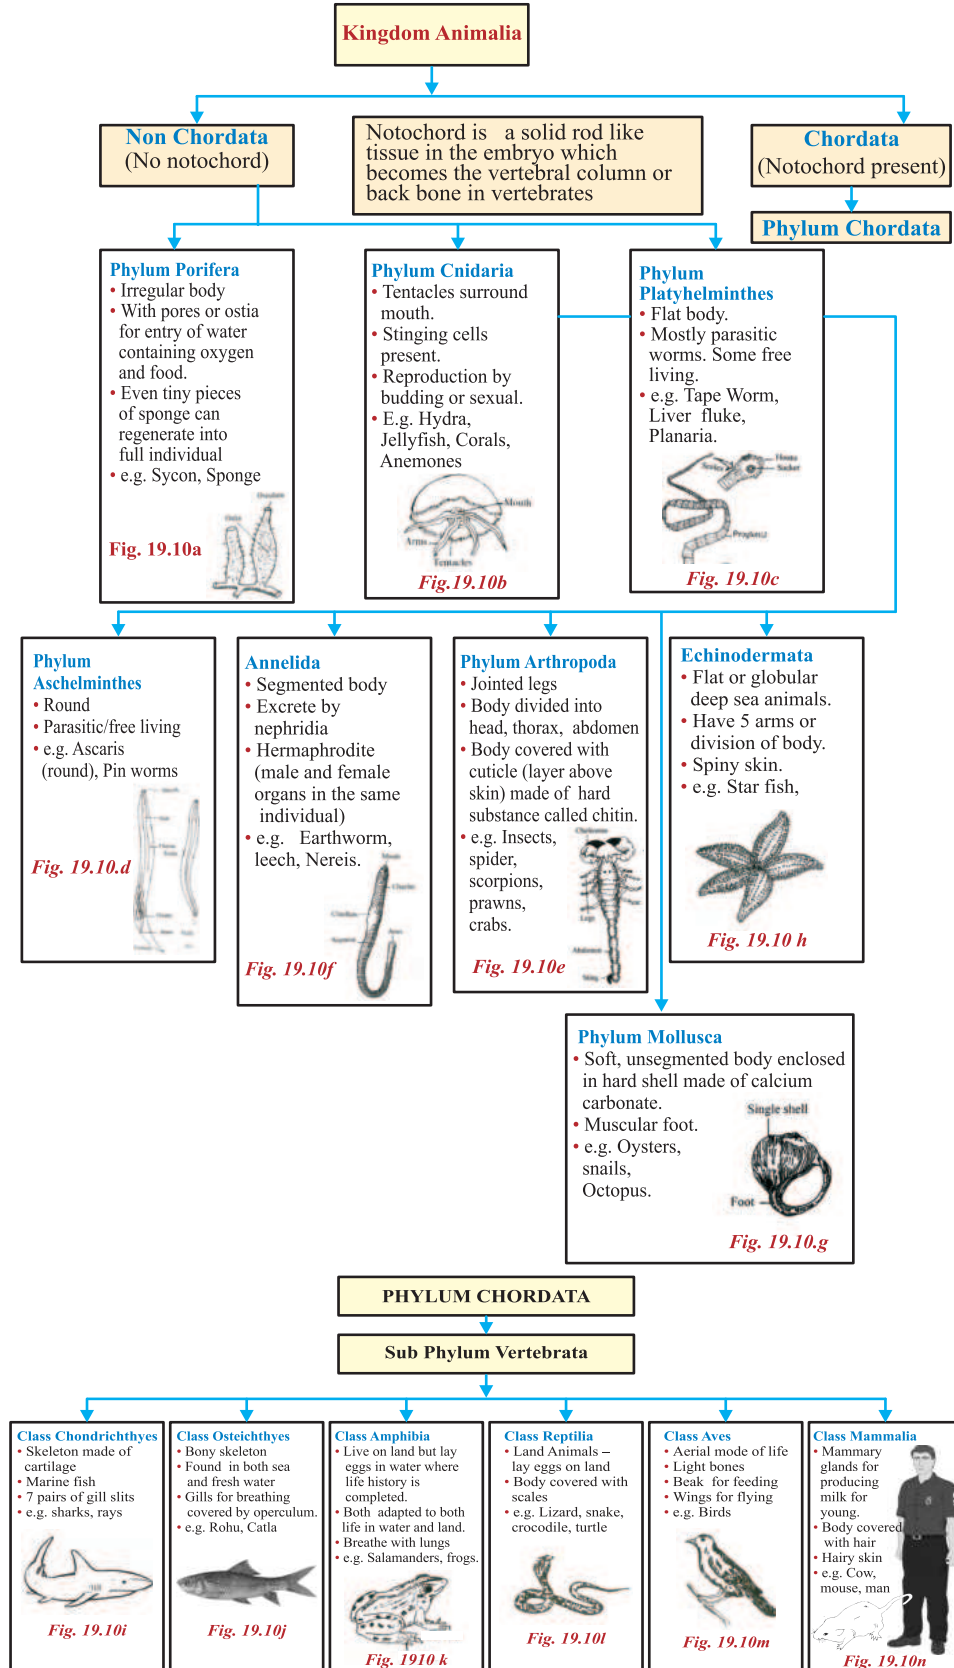 Kingdom Animalia
Non Chordata
(No notochord)
Notochord is a solid rod like
tissue in the embryo which
becomes the vertebral column or
back bone in vertebrates
Chordata
(Notochord present)
Phylum Chordata
Phylum Porifera
• Irregular body
• With pores or ostia
for entry of water
containing oxygen
and food.
• Even tiny pieces
of sponge can
regenerate into
full individual
• e.g. Sycon, Sponge
Fig. 19.10a
Phylum Cnidaria
• Tentacles surround
mouth.
• Stinging cells
present.
• Reproduction by
budding or sexual.
• E.g. Hydra,
Jellyfish, Corals,
Anemones
Mouth
Arms
Tentacles
Fig.19.10b
Phylum
Platyhelminthes
• Flat body.
• Mostly parasitic
worms. Some free
living.
• e.g. Tape Worm,
Liver fluke,
Planaria.
Sucker
Fig. 19.10c
Phylum
Aschelminthes
• Round
• Parasitic/free living
• e.g. Ascaris
(round), Pin worms
Fig. 19.10.d
Annelida
• Segmented body
• Excrete by
nephridia
• Hermaphrodite
(male and female
organs in the same
individual)
• e.g. Earthworm,
leech, Nereis.
Fig. 19.10f
Phylum Arthropoda
• Jointed legs
• Body divided into
head, thorax, abdomen
• Body covered with
cuticle (layer above
skin) made of hard
substance called chitin.
• e.g. Insects,
spider,
scorpions,
prawns,
crabs.
Legs
Abdomen
Fig. 19.10e
Echinodermata
• Flat or globular
deep sea animals.
• Have 5 arms or
division of body.
• Spiny skin.
• e.g. Star fish,
Fig. 19.10 h
Phylum Mollusca
• Soft, unsegmented body enclosed
in hard shell made of calcium
carbonate.
• Muscular foot.
• e.g. Oysters,
snails,
Octopus.
Single shell
Foot
Fig. 19.10.g
PHYLUM CHORDATA
Sub Phylum Vertebrata
Class Chondrichthyes
• Skeleton made of
cartilage
• Marine fish
• 7 pairs of gill slits
• e.g. sharks, rays
Fig. 19.10i
Class Osteichthyes
• Bony skeleton
• Found in both sea
and fresh water
• Gills for breathing
covered by operculum.
• e.g. Rohu, Catla
Fig. 19.10j
Class Amphibia
• Live on land but lay
eggs in water where
life history is
completed.
• Both adapted to both
life in water and land.
• Breathe with lungs
• e.g. Salamanders, frogs.
Fig. 1910 k
Class Reptilia
• Land Animals –
lay eggs on land
• Body covered with
scales
• e.g. Lizard, snake,
crocodile, turtle
Fig. 19.10l
Class Aves
• Aerial mode of life
• Light bones
• Beak for feeding
• Wings for flying
• e.g. Birds
Fig. 19.10m
Class Mammalia
• Mammary
glands for
producing
milk for
young.
• Body covered
with hair
• Hairy skin
• e.g. Cow,
mouse, man
Fig. 19.10n